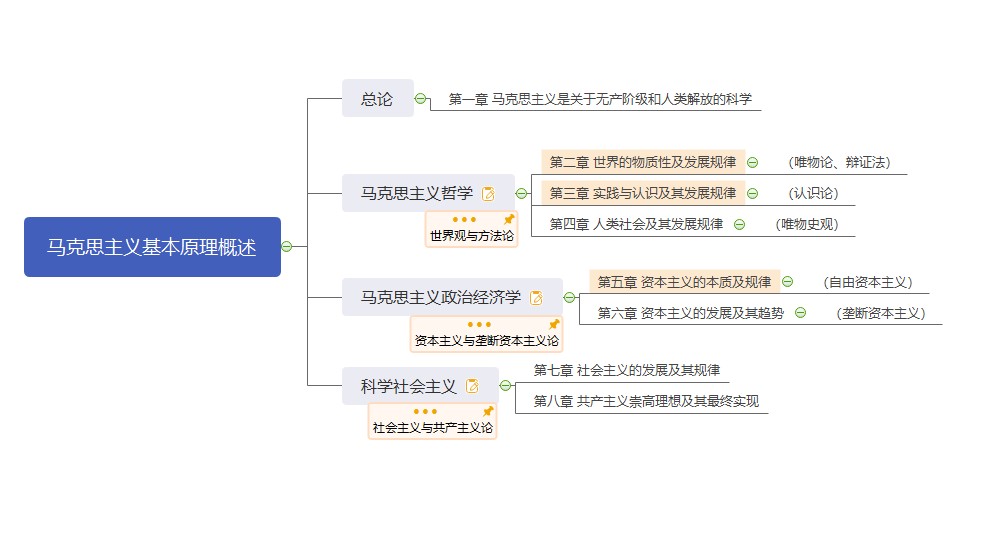 总论
第一章 马克思主义是关于无产阶级和人类解放的科学
第二章 世界的物质性及发展规律
（唯物论、辩证法）
马克思主义哲学
第三章 实践与认识及其发展规律
（认识论）
世界观与方法论
第四章 人类社会及其发展规律
（唯物史观）
马克思主义基本原理概述
第五章 资本主义的本质及规律
（自由资本主义）
马克思主义政治经济学
第六章 资本主义的发展及其趋势
（垄断资本主义）
资本主义与垄断资本主义论
第七章 社会主义的发展及其规律
科学社会主义
第八章 共产主义崇高理想及其最终实现
社会主义与共产主义论